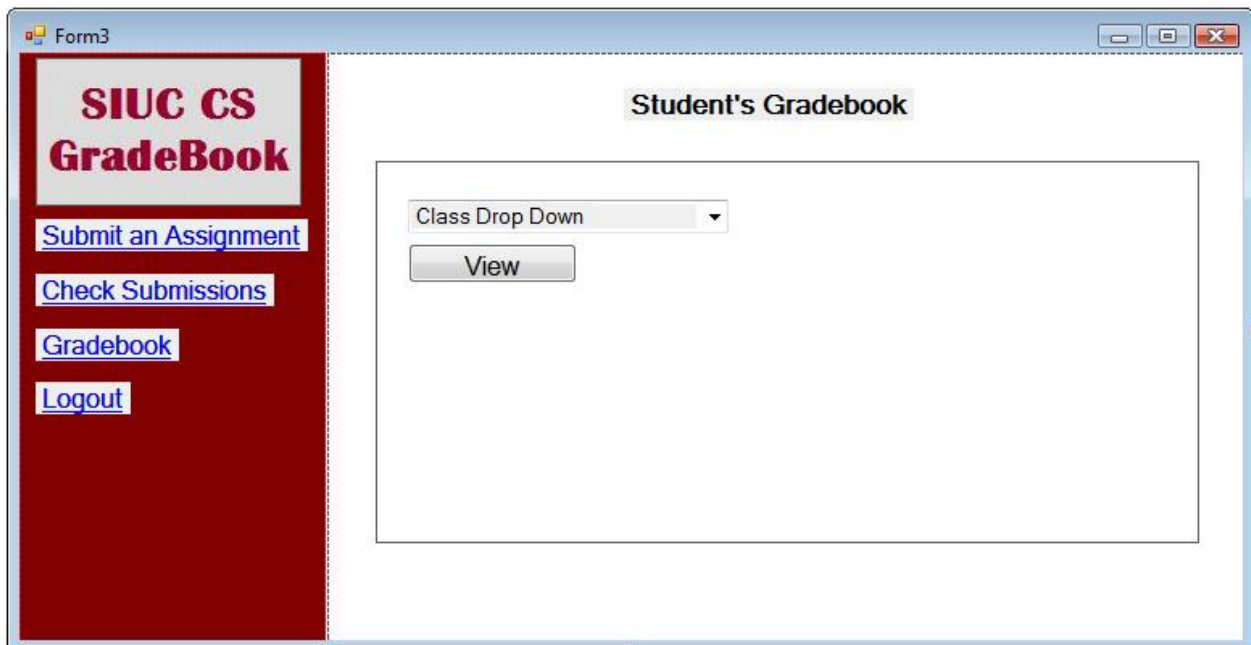 Form3
SIUC CS
GradeBook
Submit an Assignment
Check Submissions
Gradebook
Logout
Student's Gradebook
Class Drop Down
View